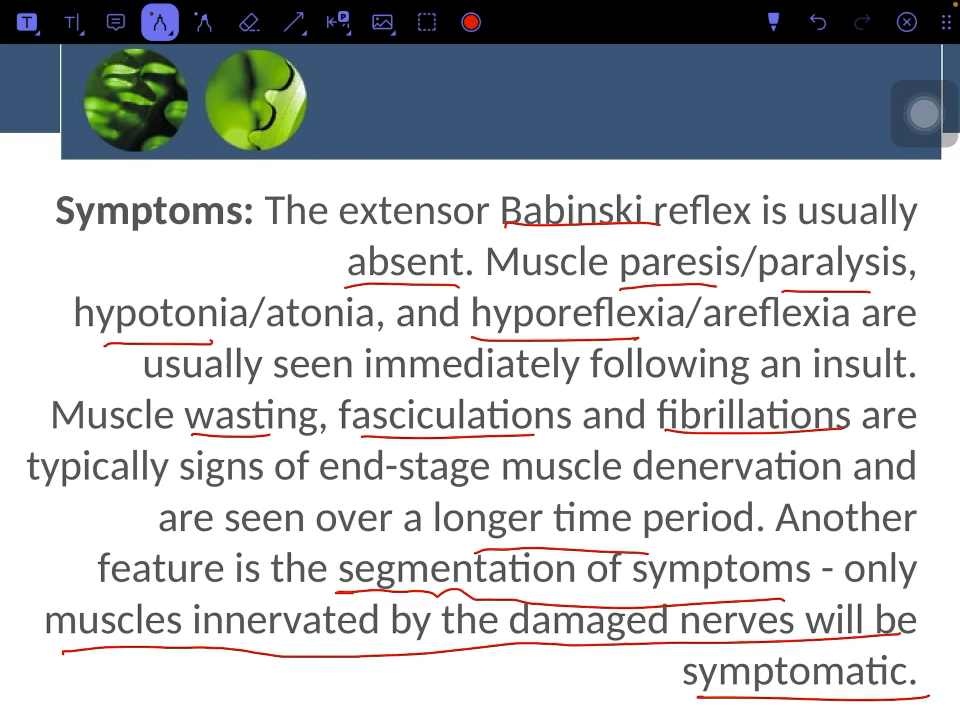 Symptoms: The extensor Babinski reflex is usually
absent. Muscle paresis/paralysis,
hypotonia/atonia, and hyporeflexia/areflexia are
usually seen immediately following an insult.
Muscle wasting, fasciculations and fibrillations are
typically signs of end-stage muscle denervation and
are seen over a longer time period. Another
feature is the segmentation of symptoms - only
muscles innervated by the damaged nerves will be
symptomatic.